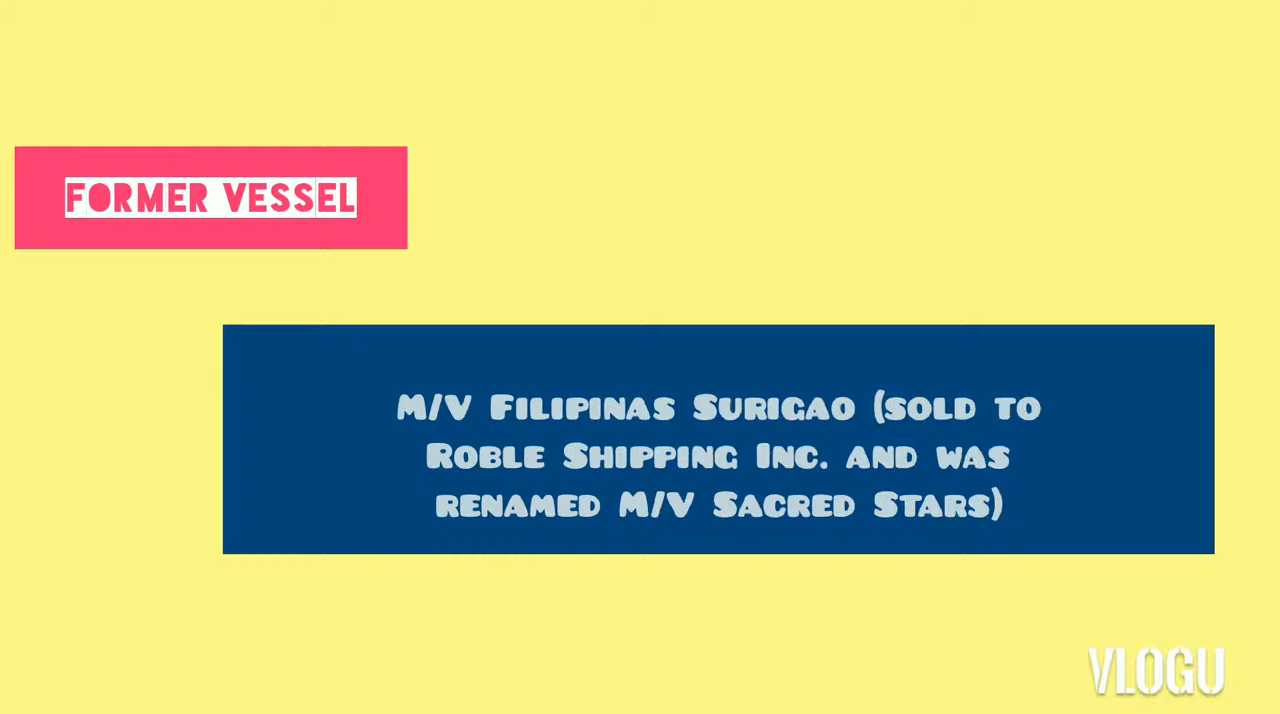 FORMER VESSEL
M/V Filipinas Surigao (sold to
Roble Shipping Inc. and was
renamed M/V Sacred Stars)
VLOGU